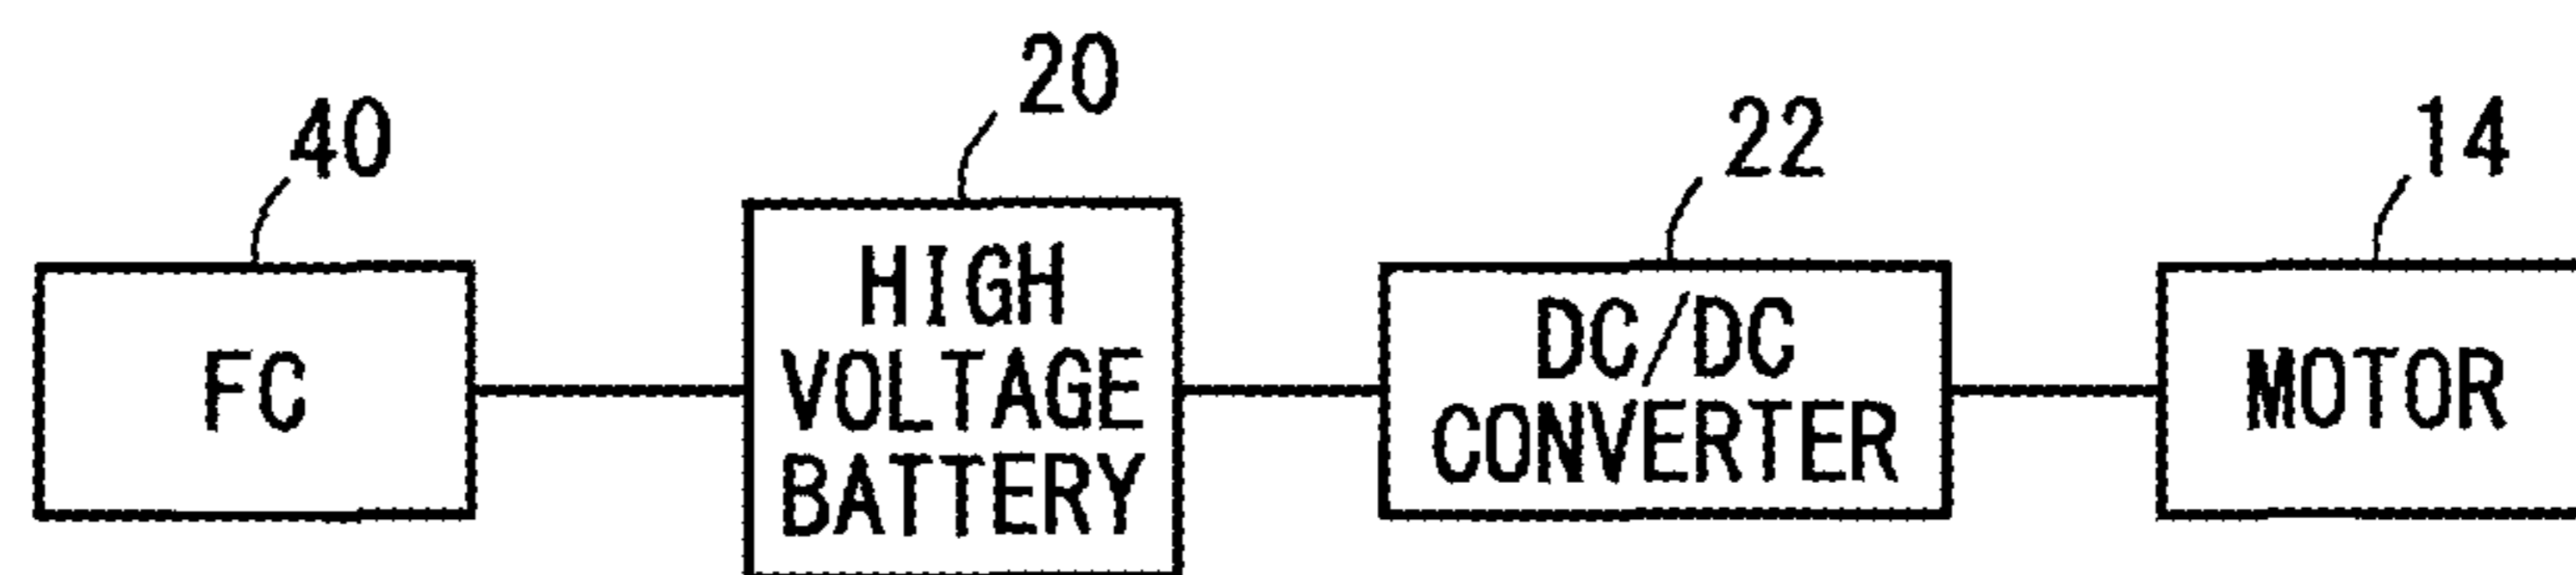 40
20
22
14
FC
HIGH
VOLTAGE
BATTERY
DC/DC
CONVERTER
MOTOR